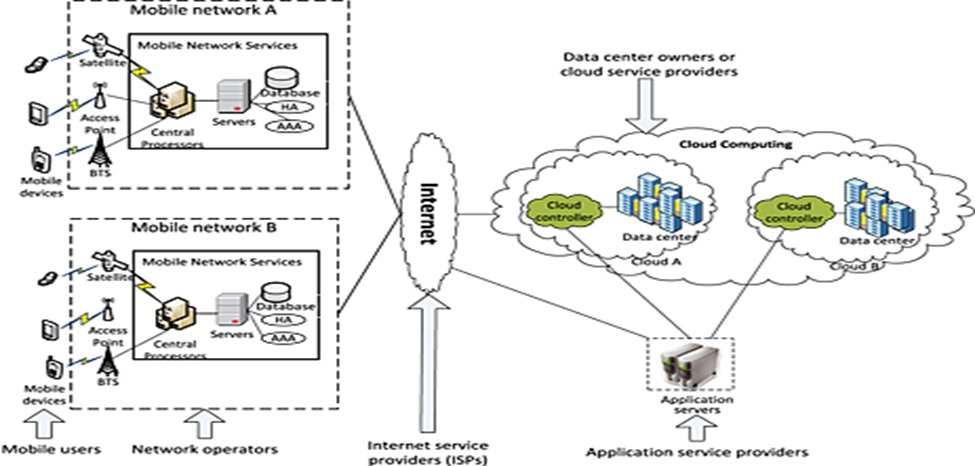 Mobile network A
Mobile Network Services
Satellite
Database
HA
AAA
Servers
Access
Point
Central
Processors
BTS
Mobile
devices
Mobile network B
Mobile Network Services
Satellite
Database
HA
AAA
Servers
Access
Point
Central
Processors
BTS
Mobile
devices
Mobile users
Network operators
Internet
Internet service
providers (ISPs)
Data center owners or
cloud service providers
Cloud Computing
Cloud
controller
Data center
Cloud A
Cloud
controller
Data center
Cloud B
Application
servers
Application service providers